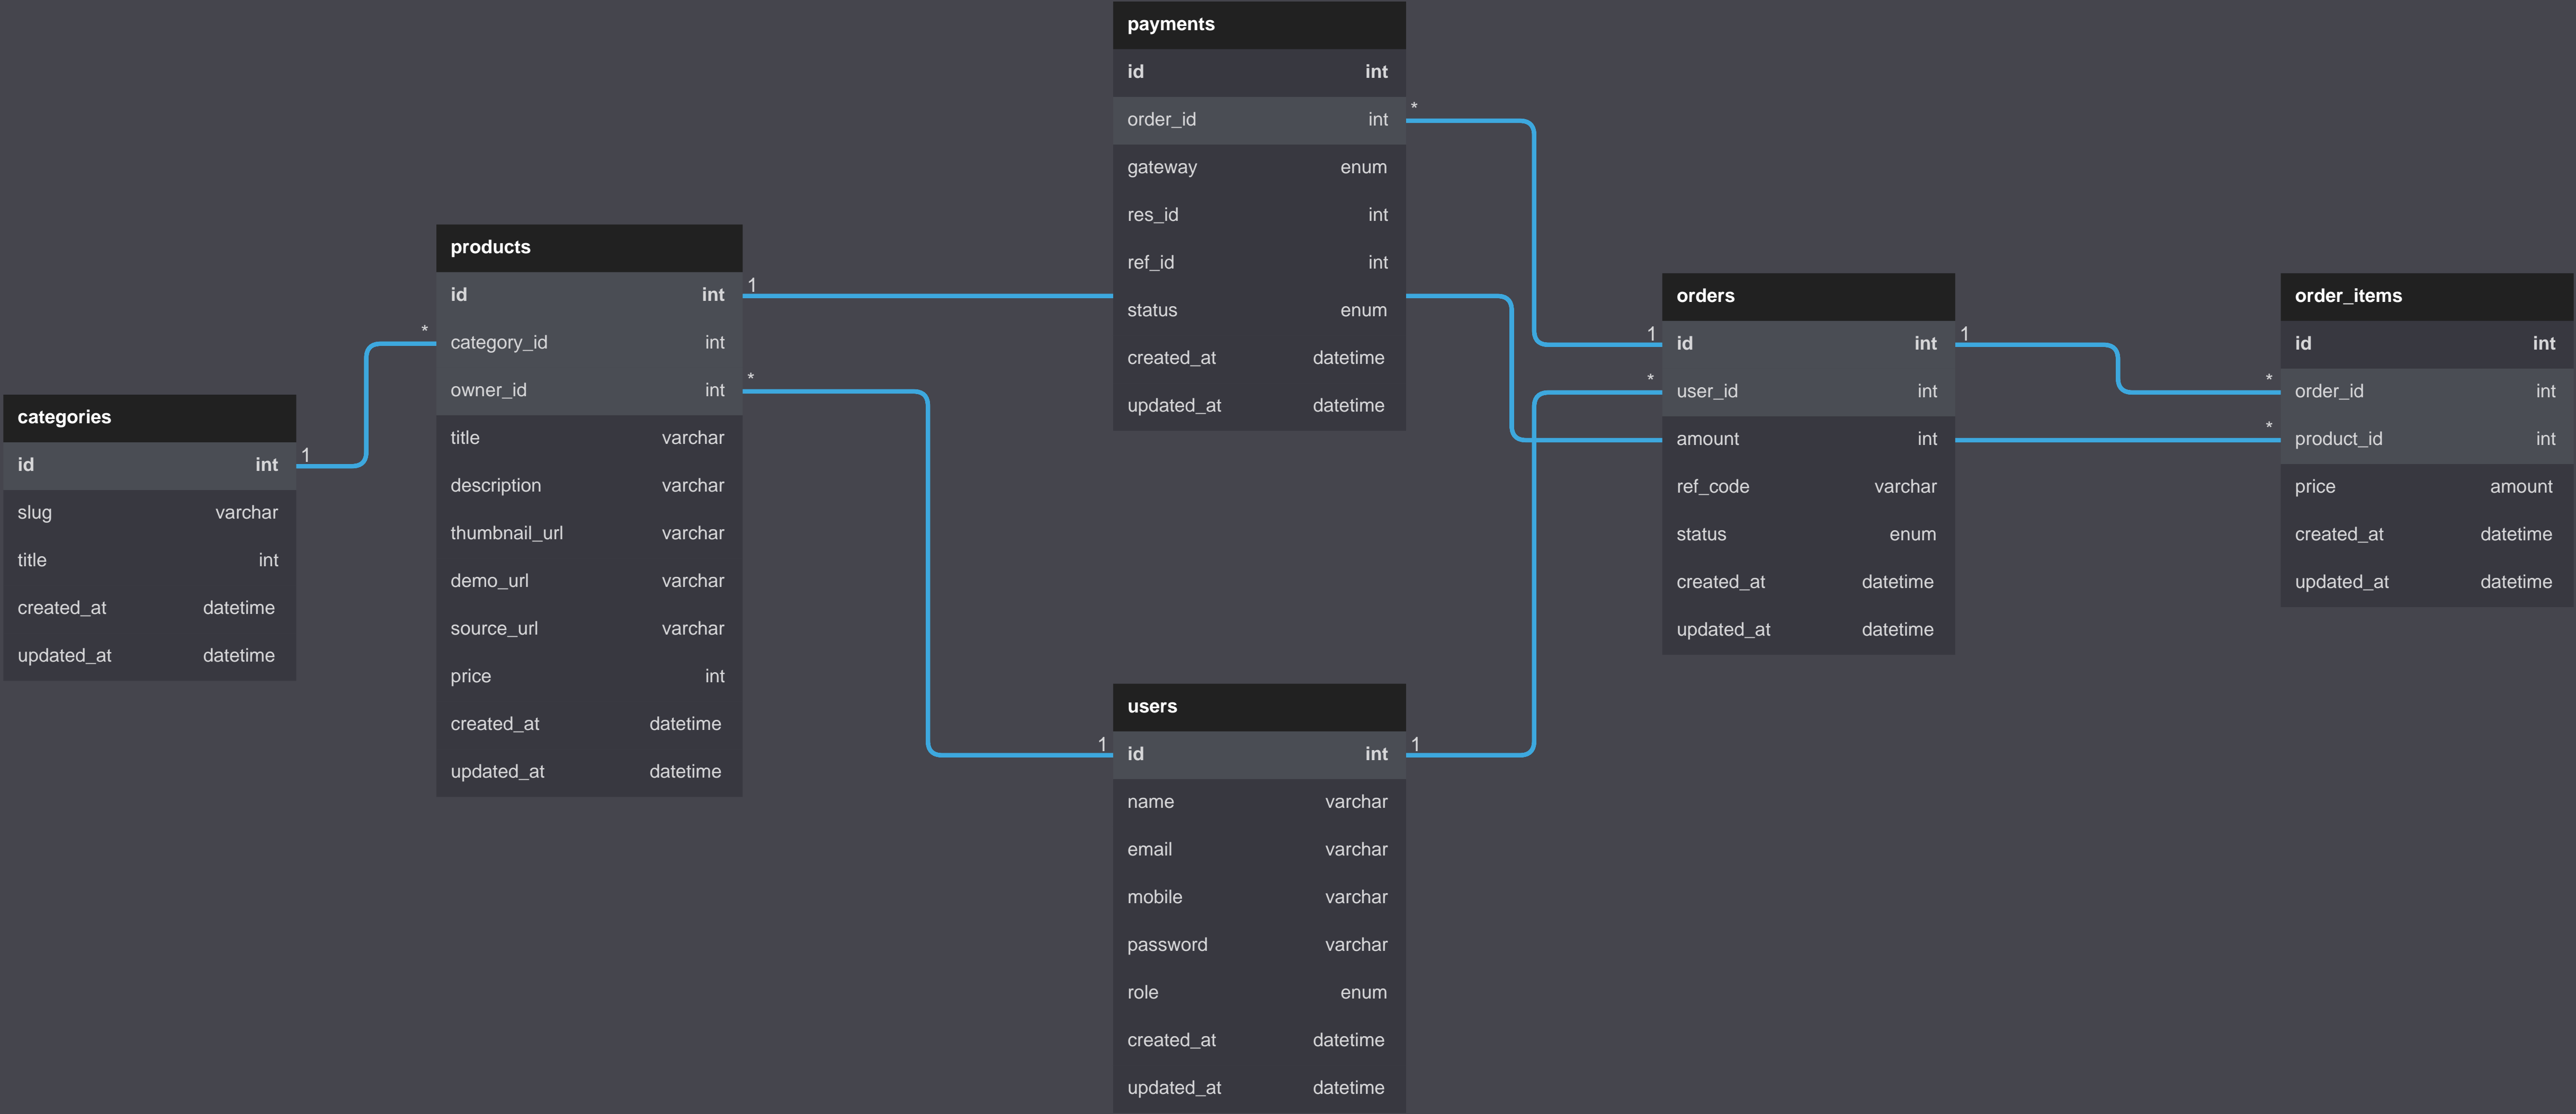 payments
id int
order_id int
gateway enum
res_id int
ref_id int
status enum
created_at datetime
updated_at datetime
*
products
id int
category_id int
owner_id int
title varchar
description varchar
thumbnail_url varchar
demo_url varchar
source_url varchar
price int
created_at datetime
updated_at datetime
1
*
*
categories
id int
slug varchar
title int
created_at datetime
updated_at datetime
1
orders
id int
user_id int
amount int
ref_code varchar
status enum
created_at datetime
updated_at datetime
1
*
1
order_items
id int
order_id int
product_id int
price amount
created_at datetime
updated_at datetime
*
*
users
id int
name varchar
email varchar
mobile varchar
password varchar
role enum
created_at datetime
updated_at datetime
1
1